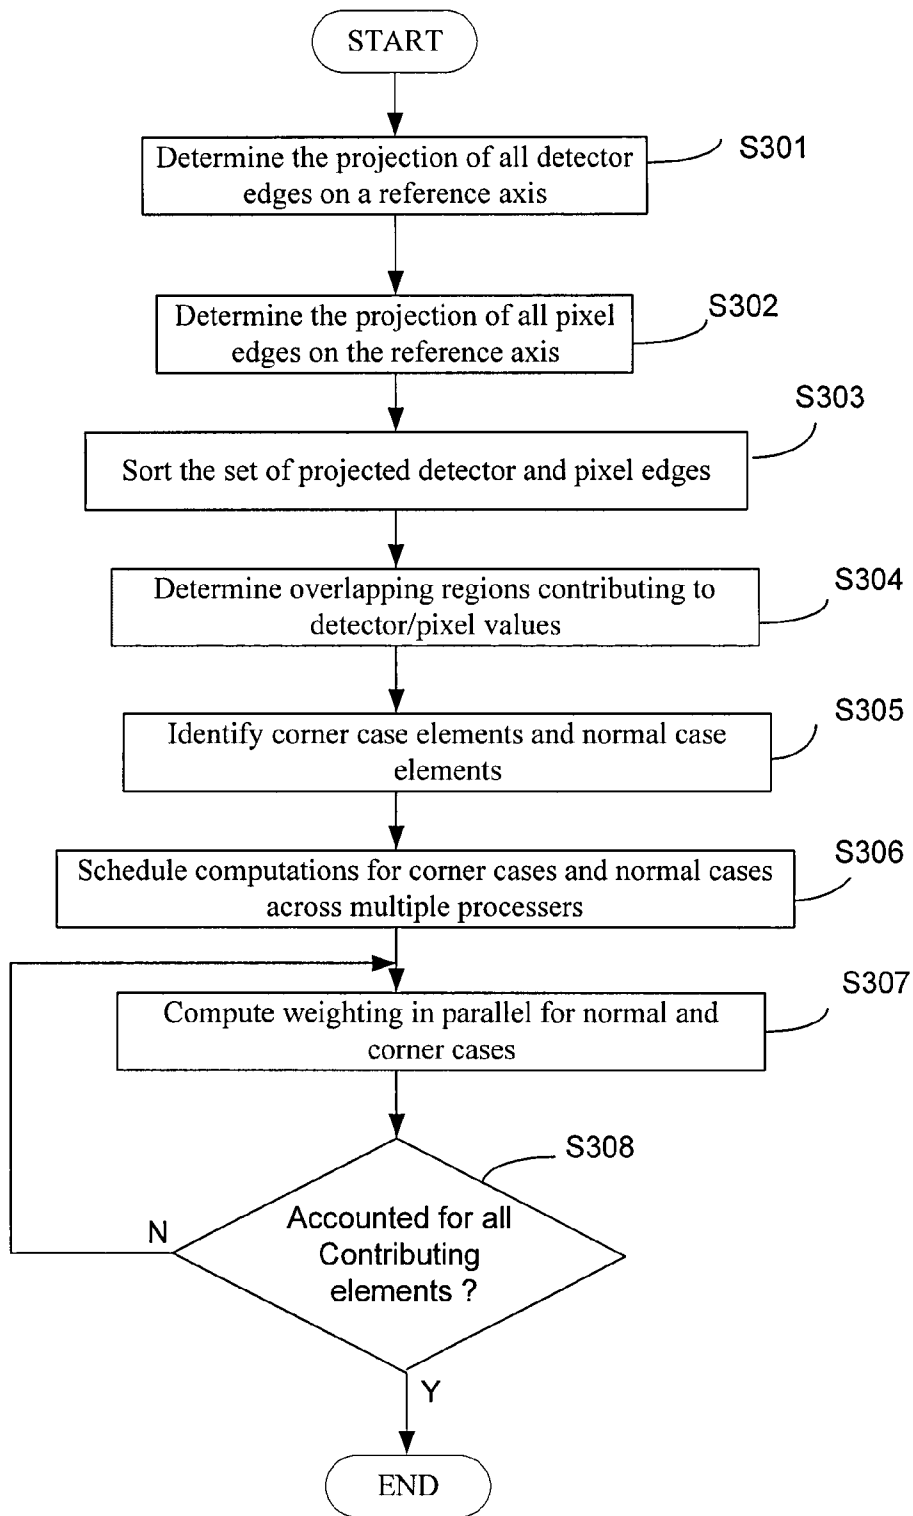 START
Determine the projection of all detector
edges on a reference axis
S301
Determine the projection of all pixel
edges on the reference axis
S302
Sort the set of projected detector and pixel edges
S303
Determine overlapping regions contributing to
detector/pixel values
S304
Identify corner case elements and normal case
elements
S305
Schedule computations for corner cases and normal cases
across multiple processers
S306
Compute weighting in parallel for normal and
corner cases
S307
Accounted for all
Contributing
elements ?
S308
N
Y
END